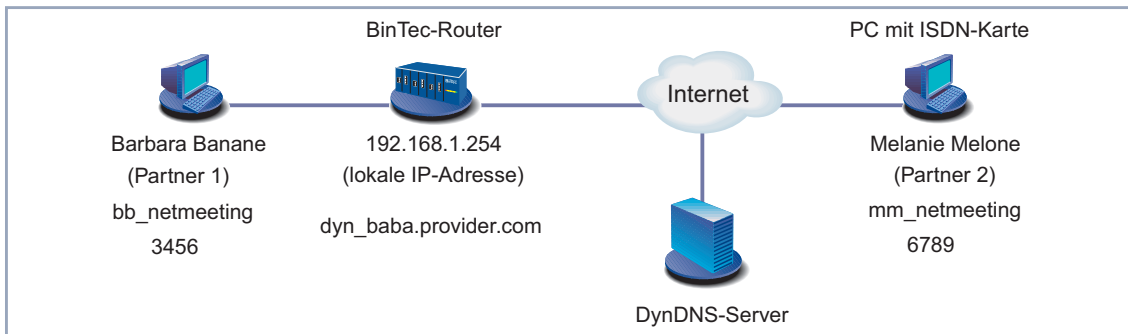 BinTec-Router
PC mit ISDN-Karte
Internet
Barbara Banane
(Partner 1)
bb_netmeeting
3456
192.168.1.254
(lokale IP-Adresse)
dyn_baba.provider.com
Melanie Melone
(Partner 2)
mm_netmeeting
6789
DynDNS-Server